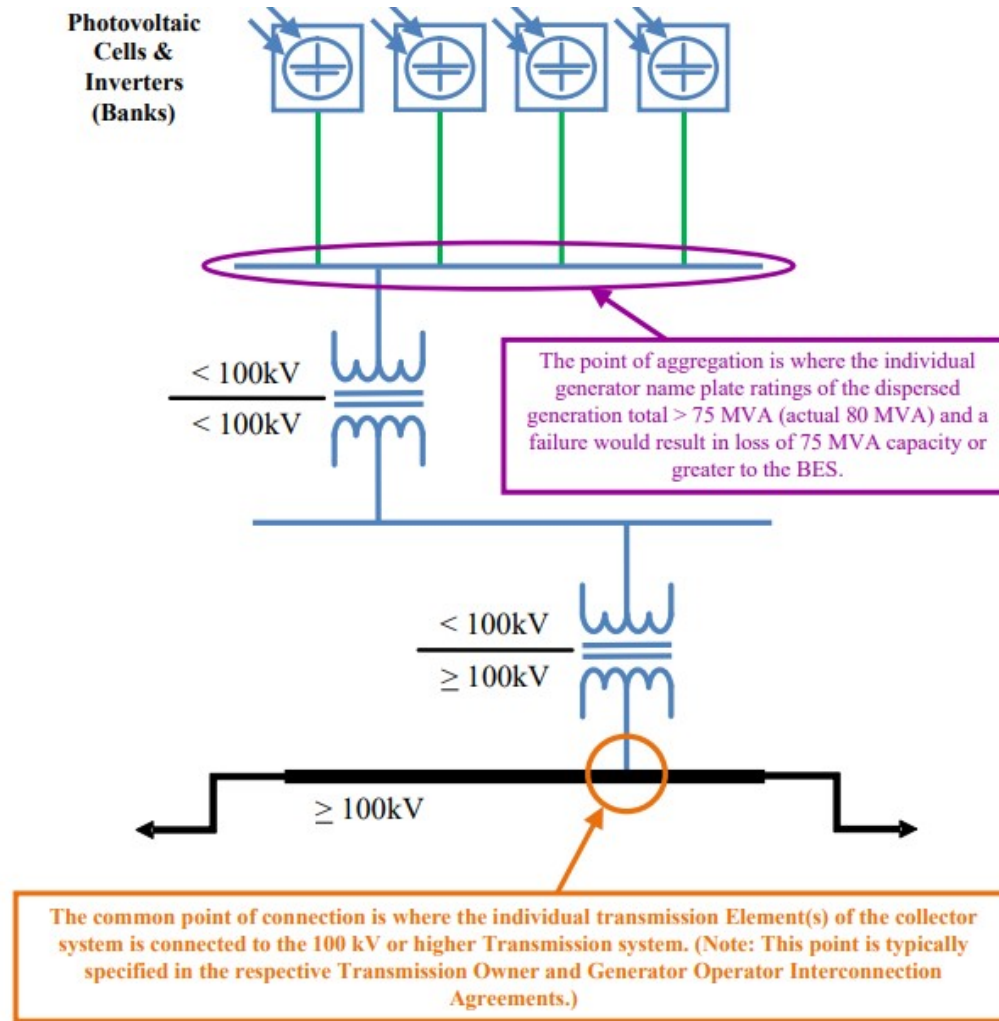 Photovoltaic
Cells &
Inverters
(Banks)
The point of aggregation is where the individual
generator name plate ratings of the dispersed
generation total > 75 MVA (actual 80 MVA) and a
failure would result in loss of 75 MVA capacity or
greater to the BES.
< 100kV
< 100kV
< 100kV
≥ 100kV
≥ 100kV
The common point of connection is where the individual transmission Element(s) of the collector
system is connected to the 100 kV or higher Transmission system. (Note: This point is typically
specified in the respective Transmission Owner and Generator Operator Interconnection
Agreements.)